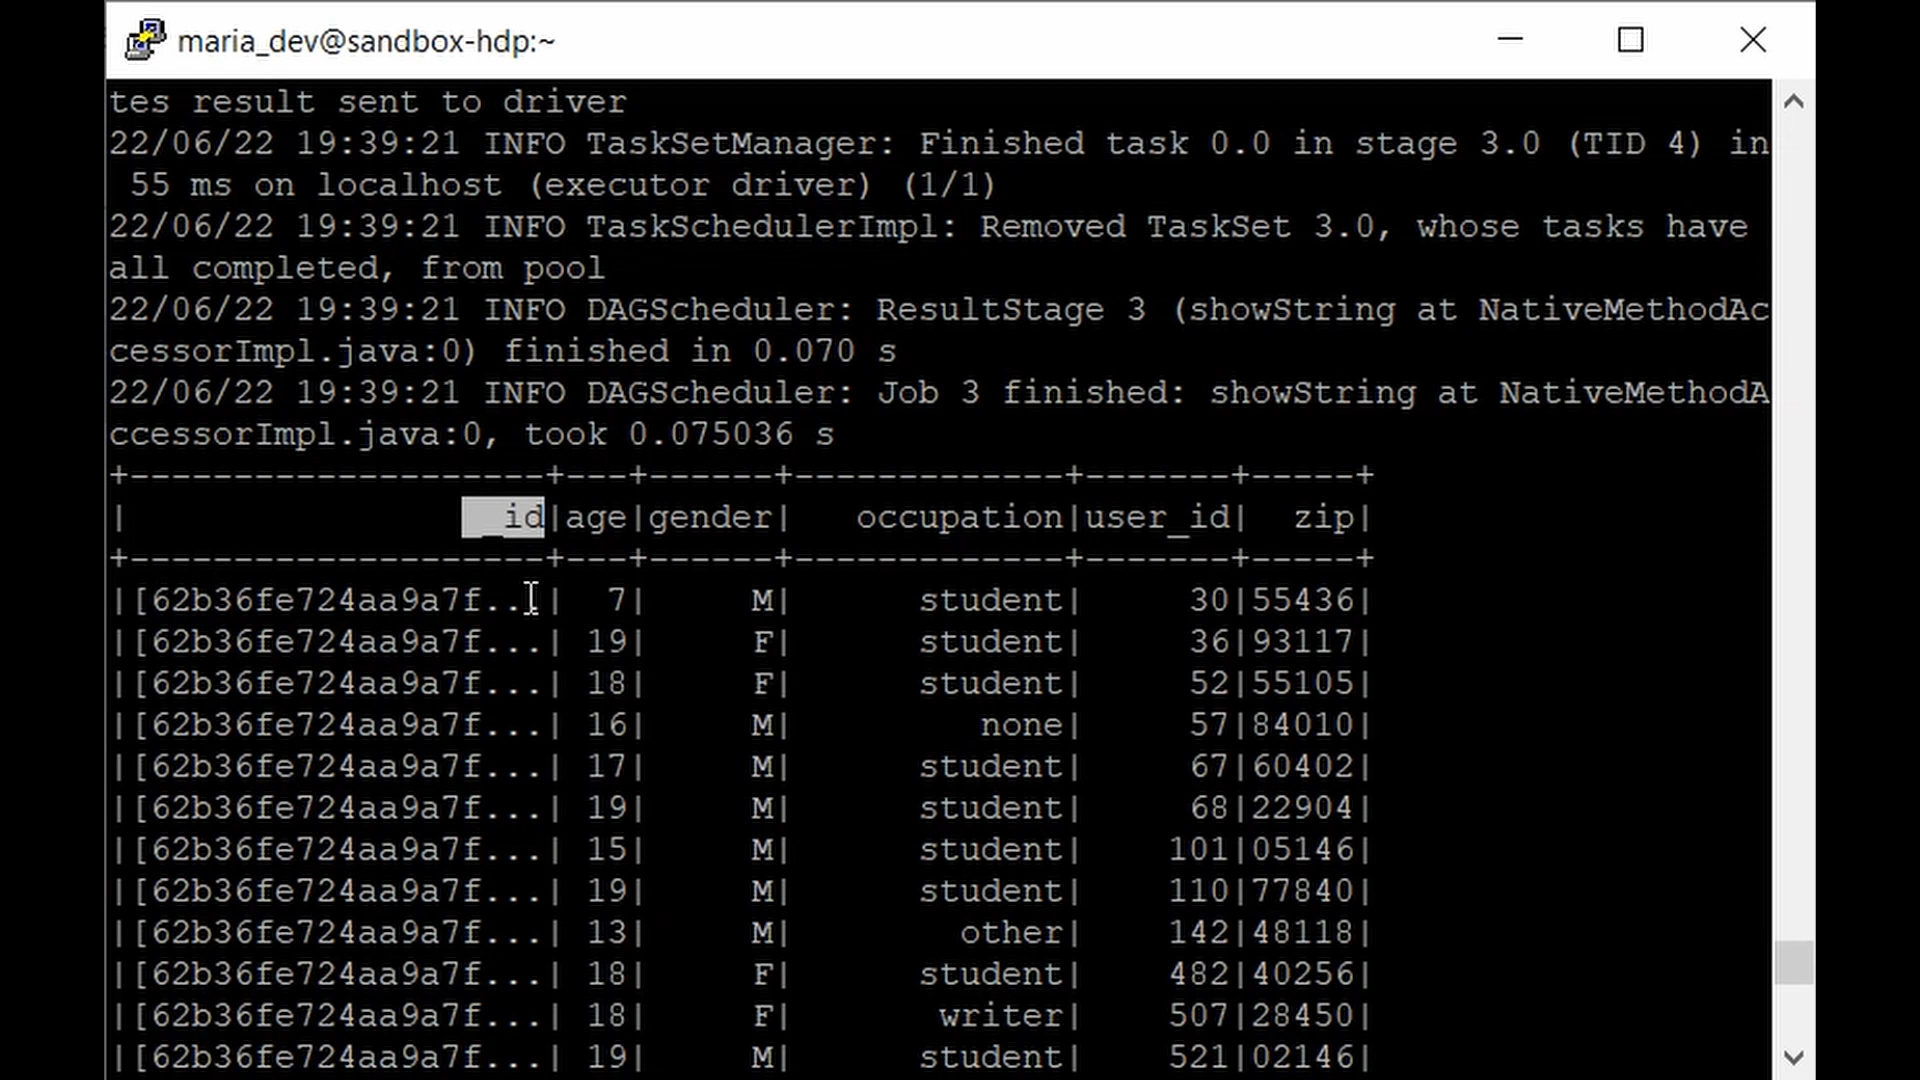 maria_dev@sandbox-hdp:~
tes result sent to driver
22/06/22 19:39:21 INFO TaskSetManager: Finished task 0.0 in stage 3.0 (TID 4) in
 55 ms on localhost (executor driver) (1/1)
22/06/22 19:39:21 INFO TaskSchedulerImpl: Removed TaskSet 3.0, whose tasks have
all completed, from pool
22/06/22 19:39:21 INFO DAGScheduler: ResultStage 3 (showString at NativeMethodAc
cessorImpl.java:0) finished in 0.070 s
22/06/22 19:39:21 INFO DAGScheduler: Job 3 finished: showString at NativeMethodA
ccessorImpl.java:0, took 0.075036 s
+--------------------+---+------+-------------+-------+-----+
|                 _id|age|gender|   occupation|user_id|  zip|
+--------------------+---+------+-------------+-------+-----+
|[62b36fe724aa9a7f...|  7|     M|      student|     30|55436|
|[62b36fe724aa9a7f...| 19|     F|      student|     36|93117|
|[62b36fe724aa9a7f...| 18|     F|      student|     52|55105|
|[62b36fe724aa9a7f...| 16|     M|         none|     57|84010|
|[62b36fe724aa9a7f...| 17|     M|      student|     67|60402|
|[62b36fe724aa9a7f...| 19|     M|      student|     68|22904|
|[62b36fe724aa9a7f...| 15|     M|      student|    101|05146|
|[62b36fe724aa9a7f...| 19|     M|      student|    110|77840|
|[62b36fe724aa9a7f...| 13|     M|        other|    142|48118|
|[62b36fe724aa9a7f...| 18|     F|      student|    482|40256|
|[62b36fe724aa9a7f...| 18|     F|       writer|    507|28450|
|[62b36fe724aa9a7f...| 19|     M|      student|    521|02146|